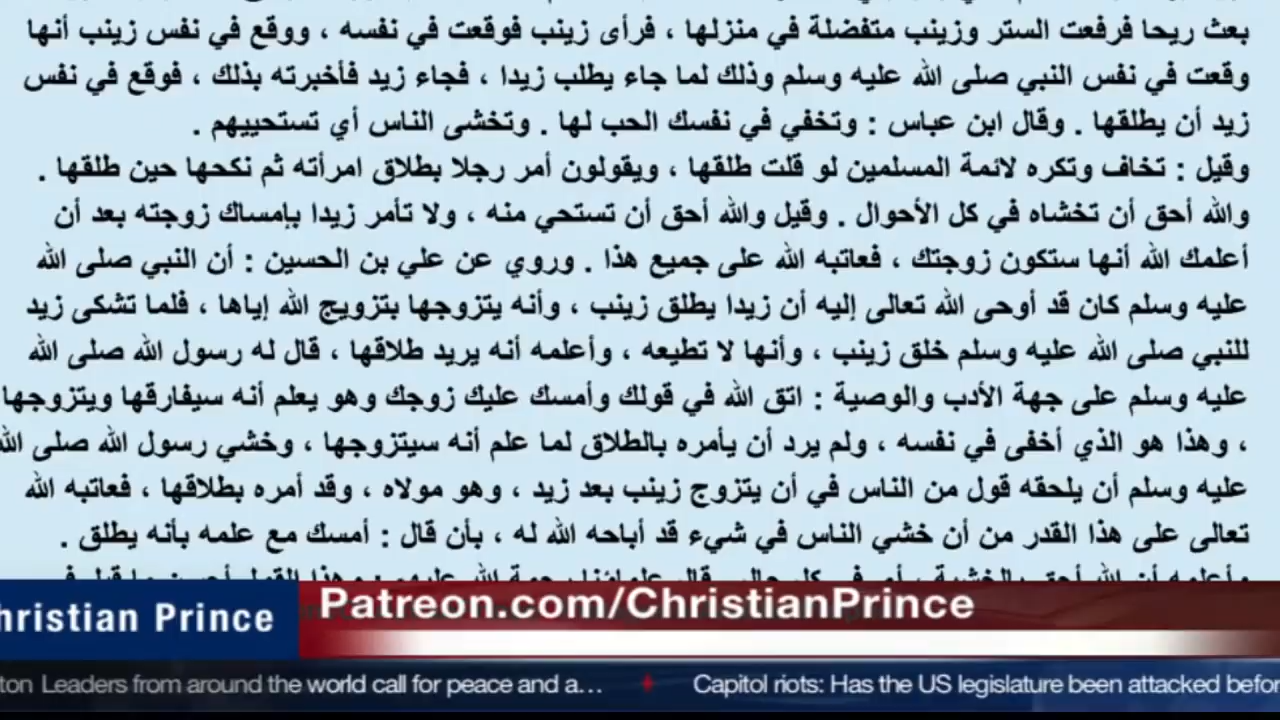 بعث ريحا فرفعت الستر وزينب متفضلة في منزلها ، فرأى زينب فوقعت في نفسه ، ووقع في نفس زينب أنها
وقعت في نفس النبي صلى الله عليه وسلم وذلك لما جاء يطلب زيدا ، فجاء زيد فأخبرته بذلك ، فوقع في نفس
زيد أن يطلقها . وقال ابن عباس : وتخفي في نفسك الحب لها . وتخشى الناس أي تستحييهم .
وقيل : تخاف وتكره لائمة المسلمين لو قلت طلقها ، ويقولون أمر رجلا بطلاق امرأته ثم نكحها حين طلقها .
والله أحق أن تخشاه في كل الأحوال . وقيل والله أحق أن تستحي منه ، ولا تأمر زيدا بإمساك زوجته بعد أن
أعلمك الله أنها ستكون زوجتك ، فعاتبه الله على جميع هذا . وروي عن علي بن الحسين : أن النبي صلى الله
عليه وسلم كان قد أوحى الله تعالى إليه أن زيدا يطلق زينب ، وأنه يتزوجها بتزويج الله إياها ، فلما تشكى زيد
للنبي صلى الله عليه وسلم خلق زينب ، وأنها لا تطيعه ، وأعلمه أنه يريد طلاقها ، قال له رسول الله صلى الله
عليه وسلم على جهة الأدب والوصية : اتق الله في قولك وأمسك عليك زوجك وهو يعلم أنه سيفارقها ويتزوجها
، وهذا هو الذي أخفى في نفسه ، ولم يرد أن يأمره بالطلاق لما علم أنه سيتزوجها ، وخشي رسول الله صلى الله
عليه وسلم أن يلحقه قول من الناس في أن يتزوج زينب بعد زيد ، وهو مولاه ، وقد أمره بطلاقها ، فعاتبه الله
تعالى على هذا القدر من أن خشي الناس في شيء قد أباحه الله له ، بأن قال : أمسك مع علمه بأنه يطلق .
hristian Prince
Patreon.com/ChristianPrince
ton Leaders from around the world call for peace and a...
Capitol riots: Has the US legislature been attacked befor